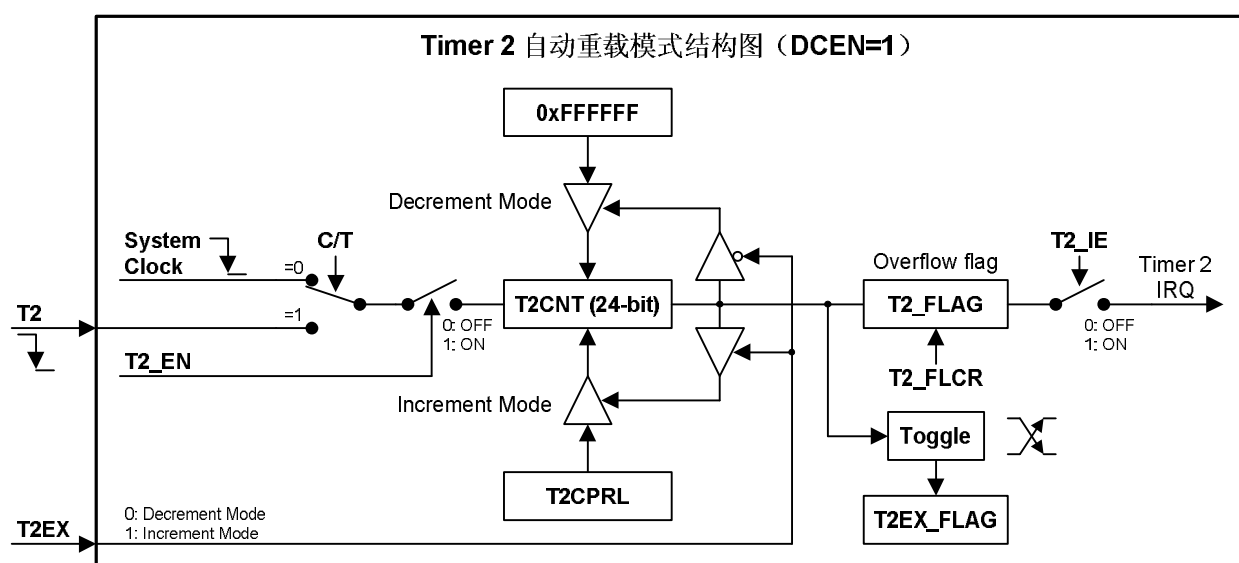 Timer 2 自动重载模式结构图（DCEN=1）
0xFFFFFF
Decrement Mode
System
Clock
C/T
=0
T2_IE
Overflow flag
Timer 2
IRQ
T2
=1
T2CNT (24-bit)
T2_FLAG
0: OFF
1: ON
0: OFF
1: ON
T2_EN
T2_FLCR
Increment Mode
Toggle
T2CPRL
T2EX_FLAG
T2EX
0: Decrement Mode
1: Increment Mode